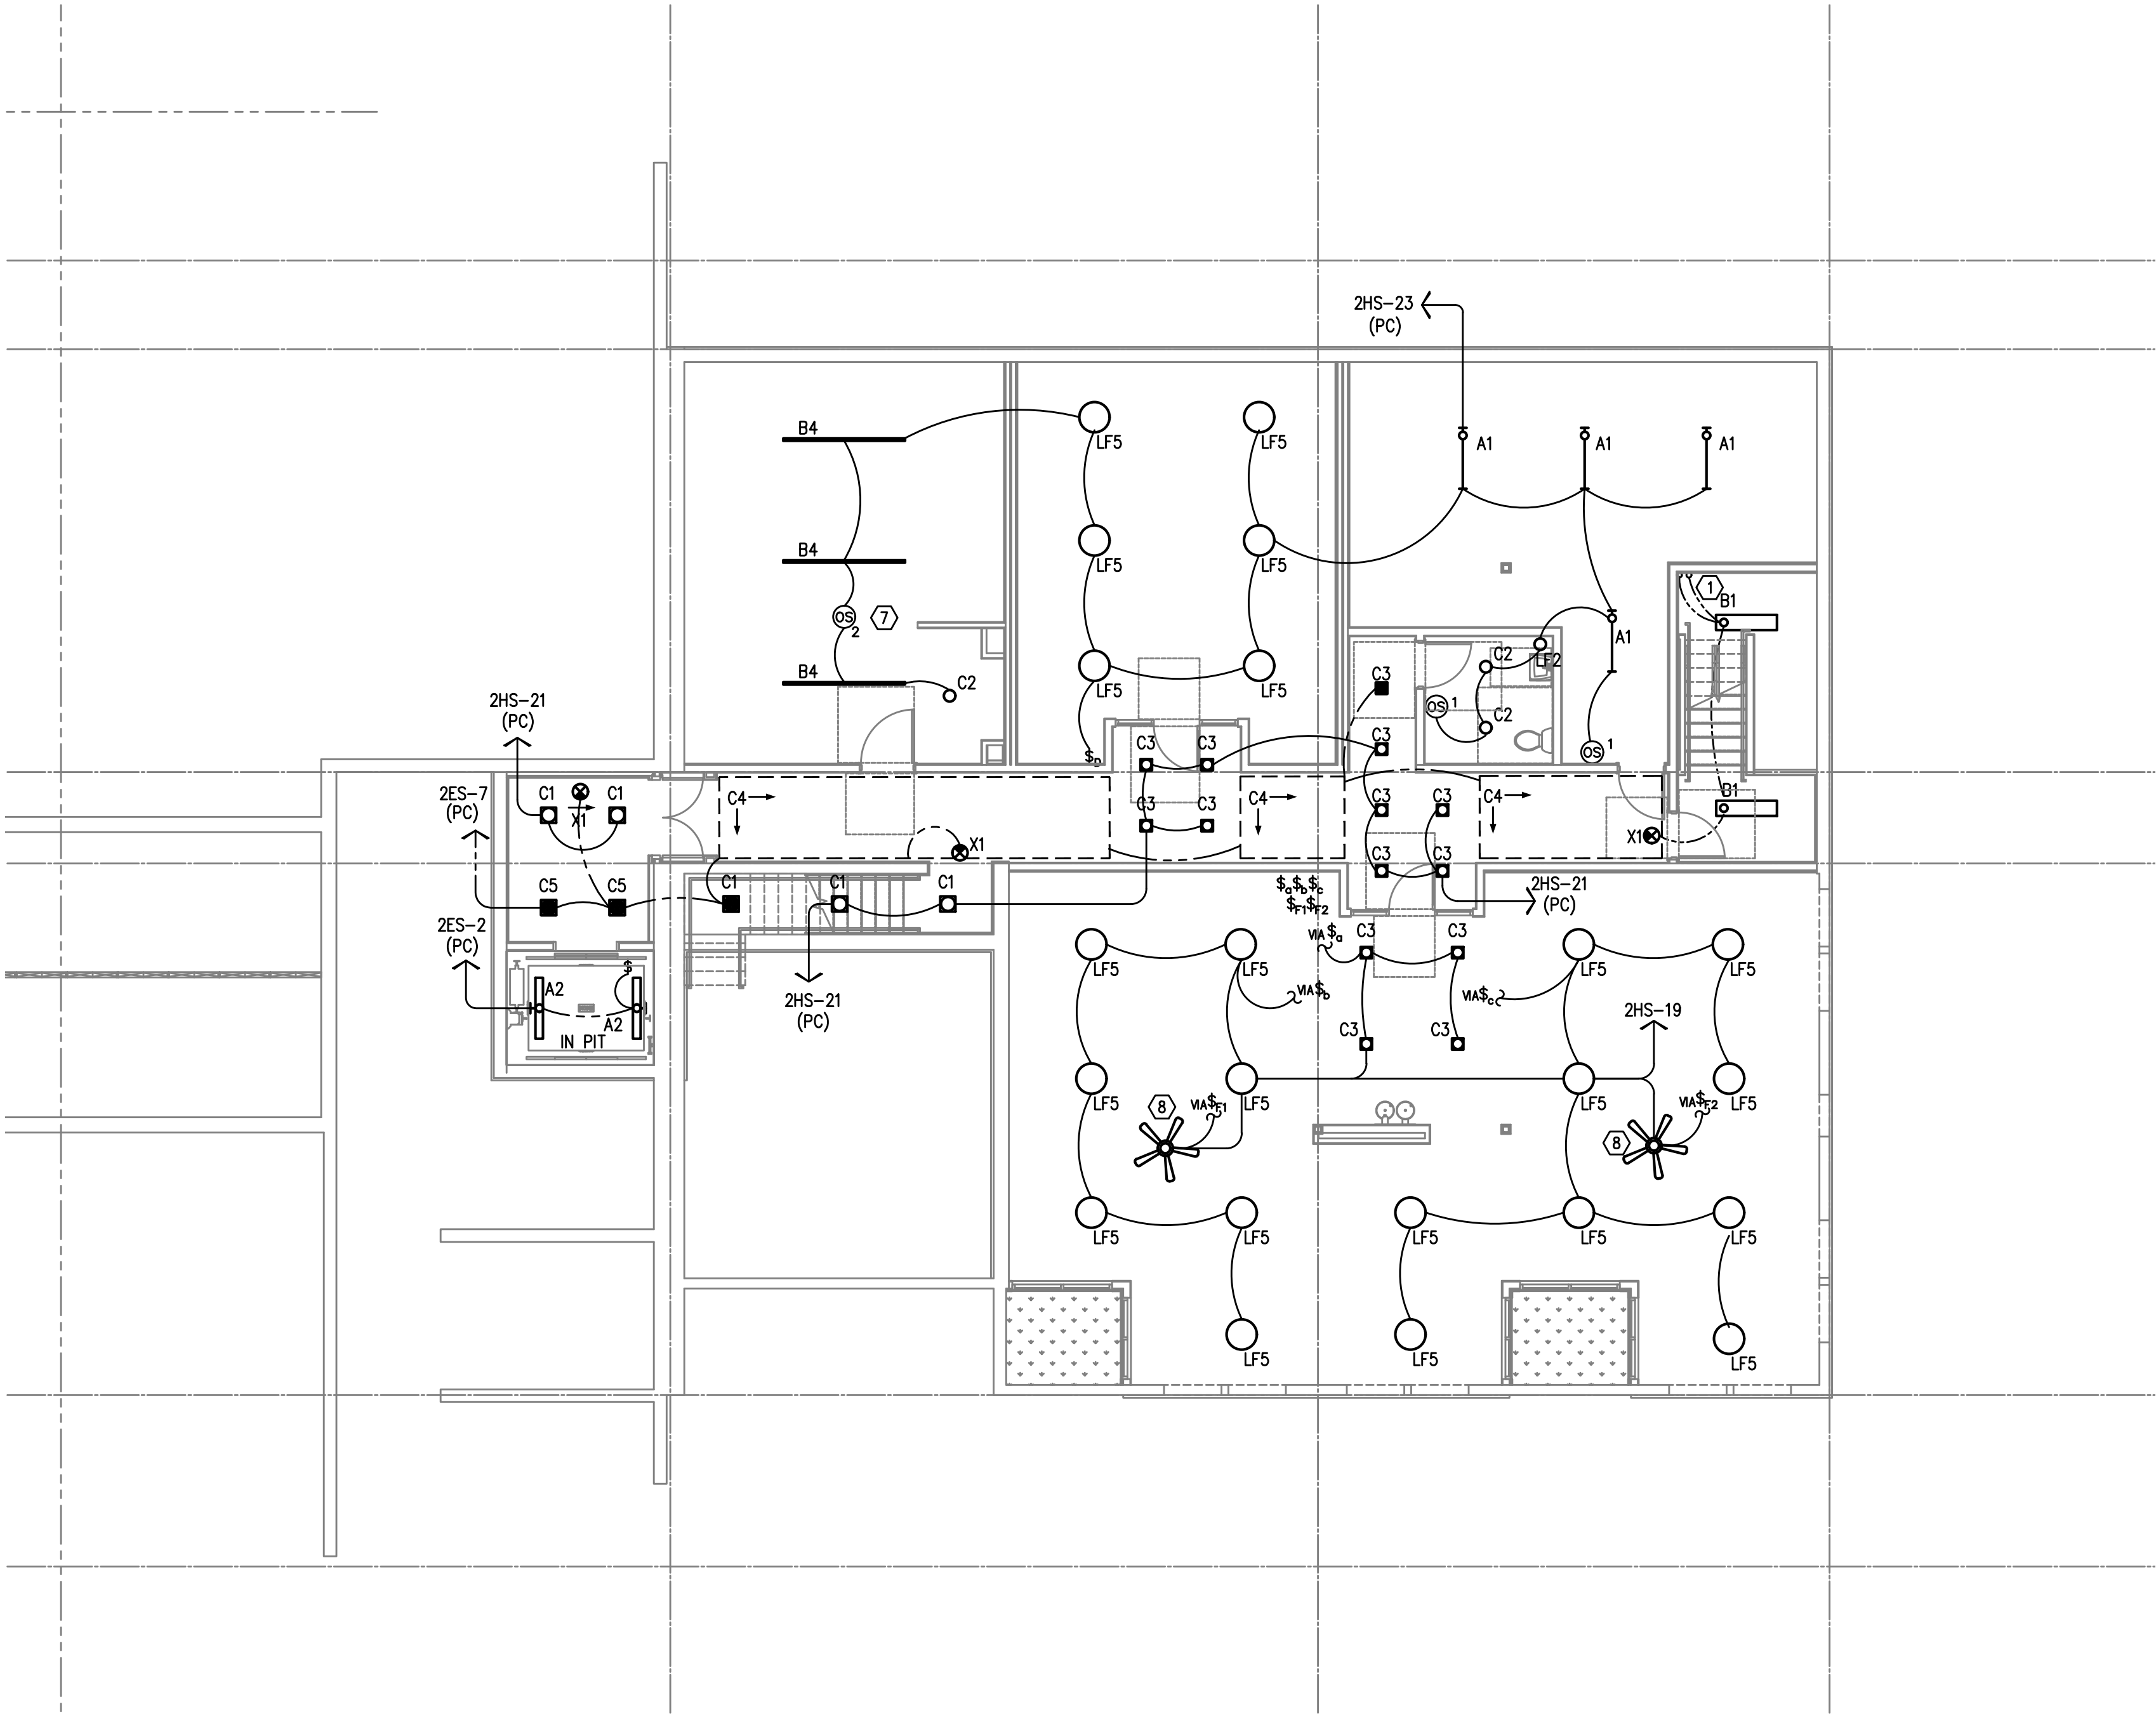 2HS-23
(PC)
B4
LF5
LF5
A1
A1
A1
B4
LF5
LF5
1
B1
OS
2
7
A1
C2
LF2
B4
C2
LF5
LF5
C3
OS 1
C2
2HS-21
(PC)
$D
C3
C3
C3
OS 1
2ES-7
(PC)
C1
C1
X1
C4
C3
C3
C4
C3
C3
C4
B1
X1
X1
C3
C3
C5
C5
C1
C1
C1
$a$b$c
$F1$F2
2HS-21
(PC)
2ES-2
(PC)
VIA$a
C3
C3
LF5
LF5
LF5
LF5
$
A2
A2
IN PIT
2HS-21
(PC)
VIA$b
VIA$c
C3
C3
2HS-19
LF5
LF5
LF5
LF5
8
VIA$F1
VIA$F2
8
LF5
LF5
LF5
LF5
LF5
LF5
LF5
LF5